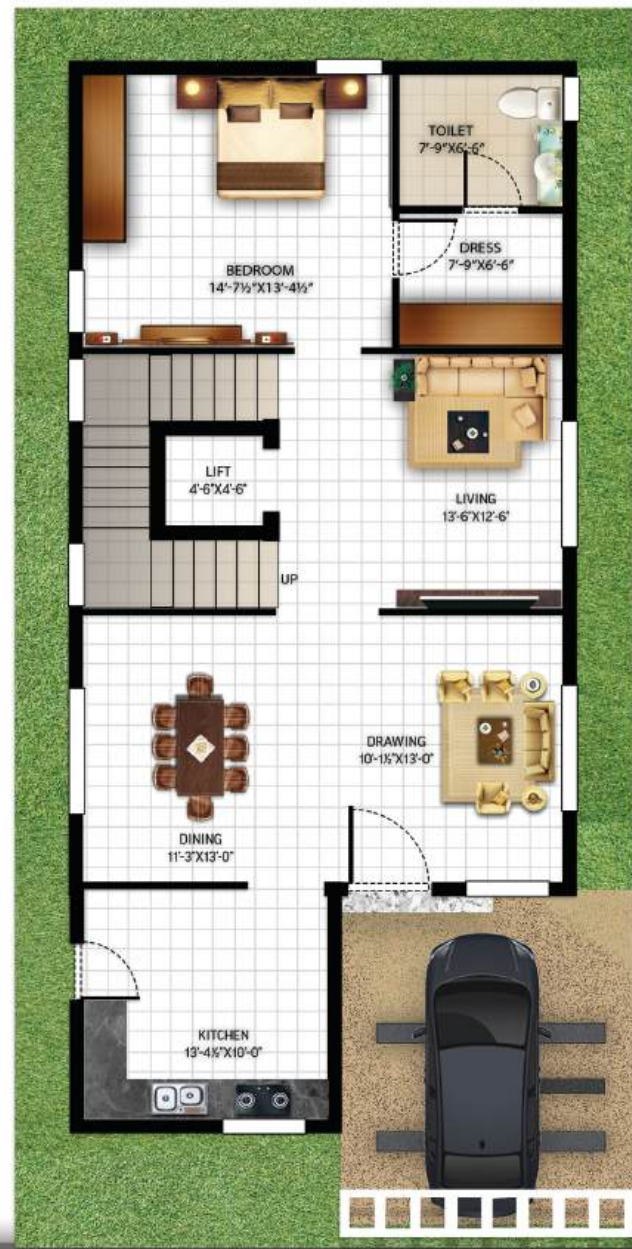 TOILET
7'-9"X6'-6"
DRESS
7'-9"X6'-6"
BEDROOM
14'-7½"X13'-4½"
LIFT
4'-6"X4'-6"
LIVING
13'-6"X12'-6"
UP
DRAWING
10'-1½"X13'-0"
DINING
11'-3"X13'-0"
KITCHEN
13'-4½"X10'-0"